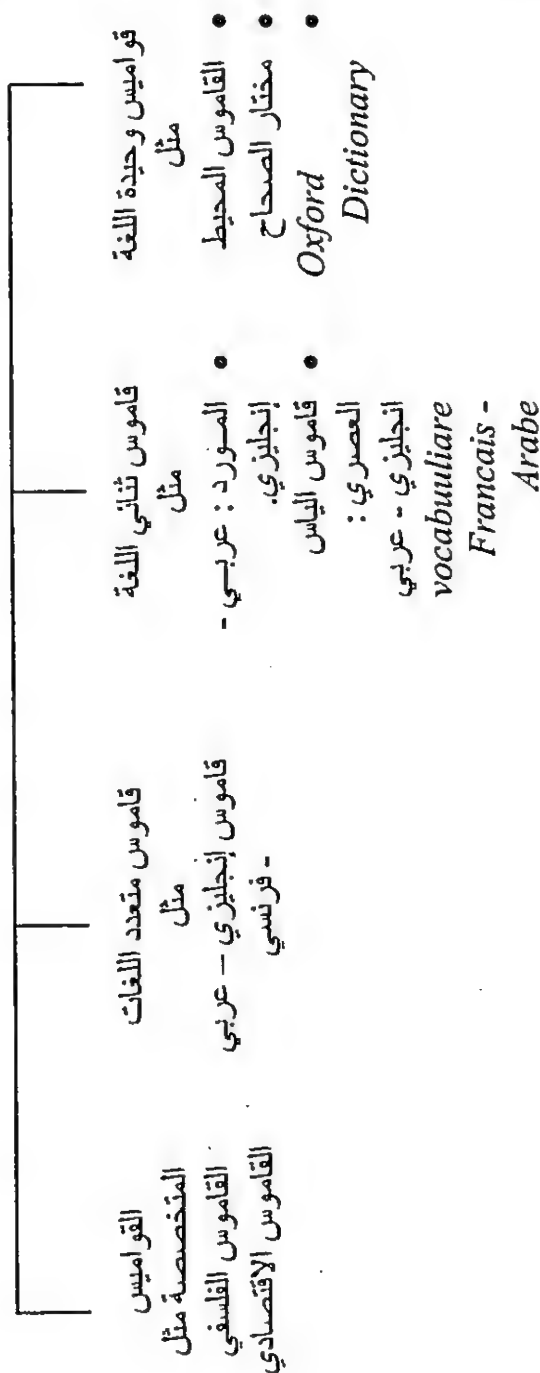 قواميس وحيدة اللغة
مثل
• القاموس المحيط
• مختار الصحاح
• Oxford
Dictionary
قاموس ثنائي اللغة
مثل
• المورد : عربي -
إنجليزي.
• قاموس الياس
العصري :
انجليزي - عربي
vocabuuliare
Francais -
Arabe
قاموس متعدد اللغات
مثل
قاموس إنجليزي – عربي
- فرنسي
القواميس
المتخصصة مثل
القاموس الفلسفي
القاموس الاقتصادي